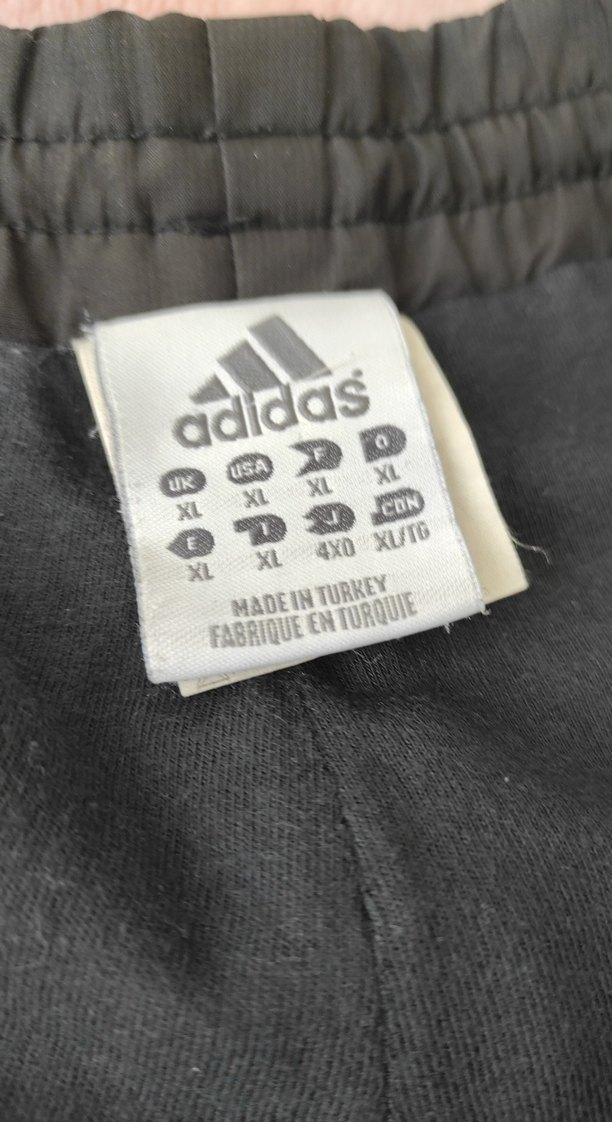 adidas
UK USA F D
XL XL XL XL
E I J CDN
XL XL 4XO XL/TG
MADE IN TURKEY
FABRIQUE EN TURQUIE